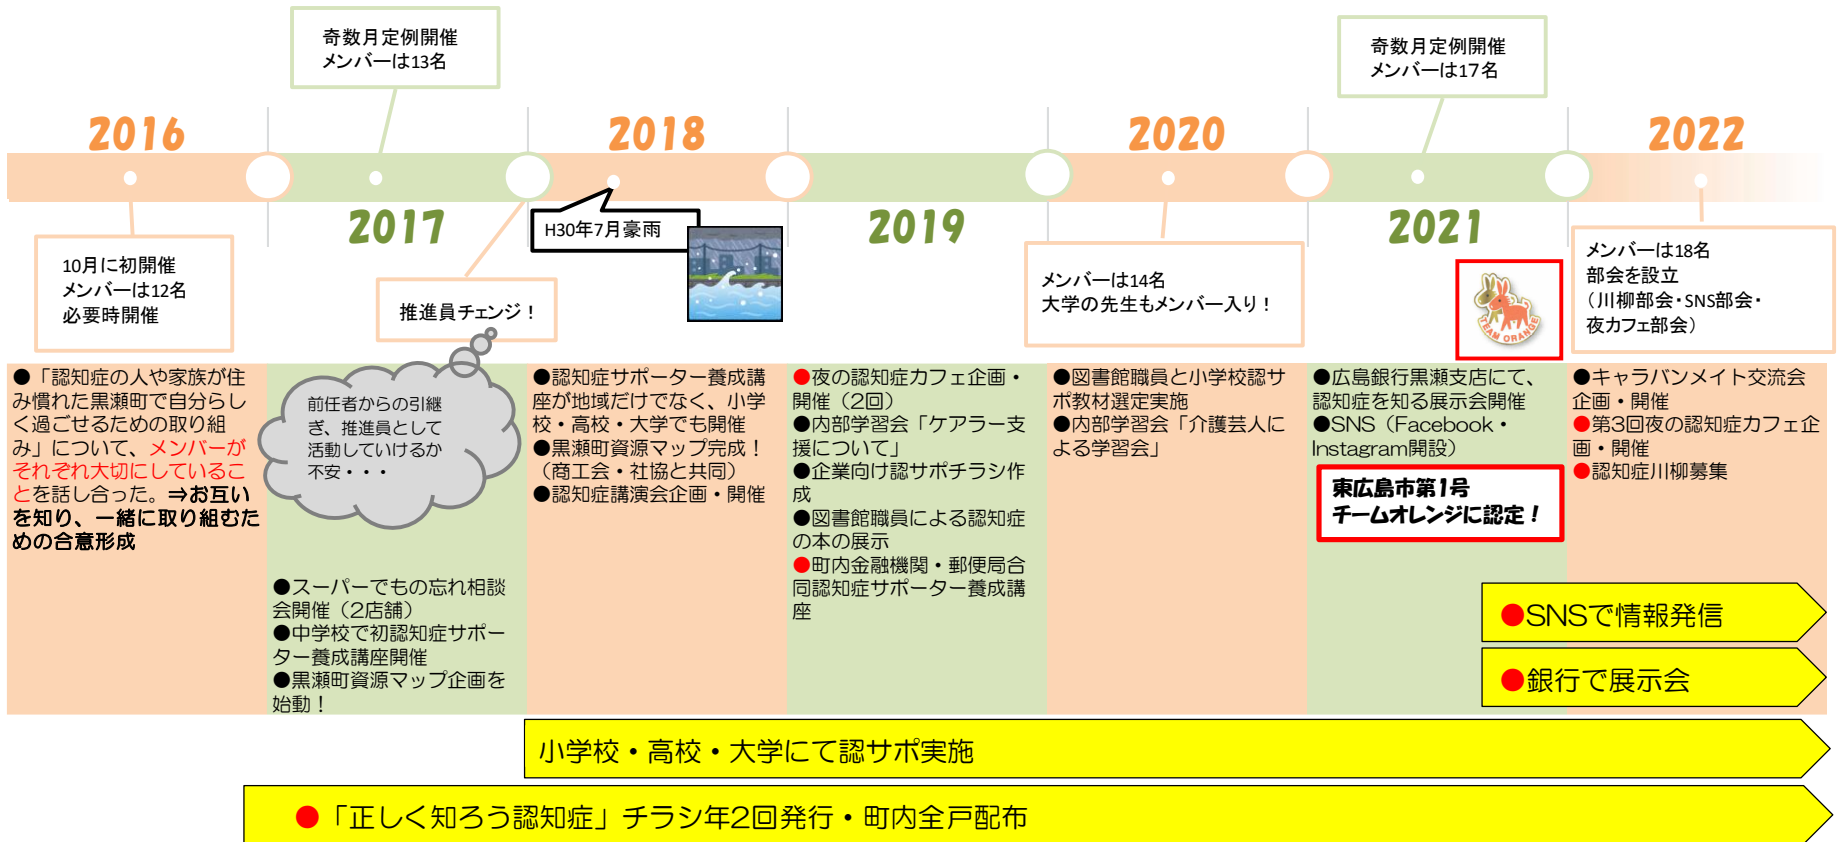 奇数月定例開催
メンバーは13名
奇数月定例開催
メンバーは17名
2016
2018
2020
2022
2017
2019
2021
10月に初開催
メンバーは12名
必要時開催
推進員チェンジ！
H30年7月豪雨
メンバーは14名
大学の先生もメンバー入り！
TEAM ORANGE
メンバーは18名
部会を設立
（川柳部会・SNS部会・
夜カフェ部会）
●「認知症の人や家族が住
み慣れた黒瀬町で自分らし
く過ごせるための取り組
み」について、メンバーが
それぞれ大切にしているこ
とを話し合った。⇒お互い
を知り、一緒に取り組むた
めの合意形成
前任者からの引継
ぎ、推進員として
活動していけるか
不安・・・
●スーパーでもの忘れ相談
会開催（2店舗）
●中学校で初認知症サポー
ター養成講座開催
●黒瀬町資源マップ企画を
始動！
●認知症サポーター養成講
座が地域だけでなく、小学
校・高校・大学でも開催
●黒瀬町資源マップ完成！
（商工会・社協と共同）
●認知症講演会企画・開催
●夜の認知症カフェ企画・
開催（2回）
●内部学習会「ケアラー支
援について」
●企業向け認サポチラシ作
成
●図書館職員による認知症
の本の展示
●町内金融機関・郵便局合
同認知症サポーター養成講
座
●図書館職員と小学校認サ
ポ教材選定実施
●内部学習会「介護芸人に
よる学習会」
●広島銀行黒瀬支店にて、
認知症を知る展示会開催
●SNS（Facebook・
Instagram開設）
東広島市第1号
チームオレンジに認定！
●キャラバンメイト交流会
企画・開催
●第3回夜の認知症カフェ企
画・開催
●認知症川柳募集
●SNSで情報発信
●銀行で展示会
小学校・高校・大学にて認サポ実施
●「正しく知ろう認知症」チラシ年2回発行・町内全戸配布